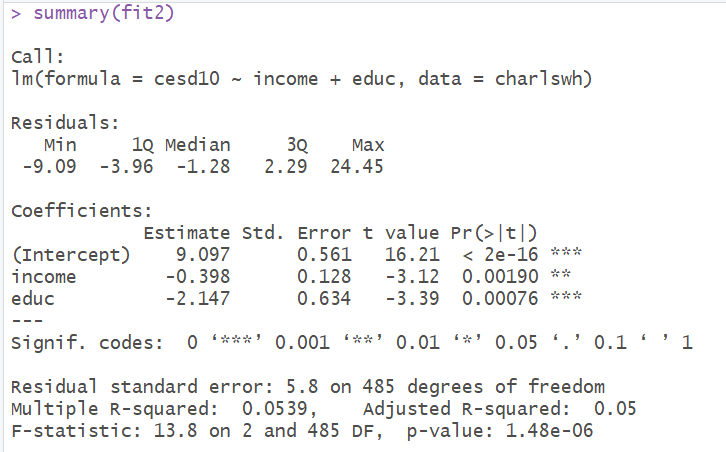 > summary(fit2)
Call:
lm(formula = cesd10 ~ income + educ, data = charlswh)
Residuals:
Min 1Q Median 3Q Max
-9.09 -3.96 -1.28 2.29 24.45
Coefficients:
Estimate Std. Error t value Pr(>|t|)
(Intercept) 9.097 0.561 16.21 < 2e-16 ***
income -0.398 0.128 -3.12 0.00190 **
educ -2.147 0.634 -3.39 0.00076 ***
---
Signif. codes: 0 ‘***’ 0.001 ‘**’ 0.01 ‘*’ 0.05 ‘.’ 0.1 ‘ ’ 1
Residual standard error: 5.8 on 485 degrees of freedom
Multiple R-squared: 0.0539, Adjusted R-squared: 0.05
F-statistic: 13.8 on 2 and 485 DF, p-value: 1.48e-06